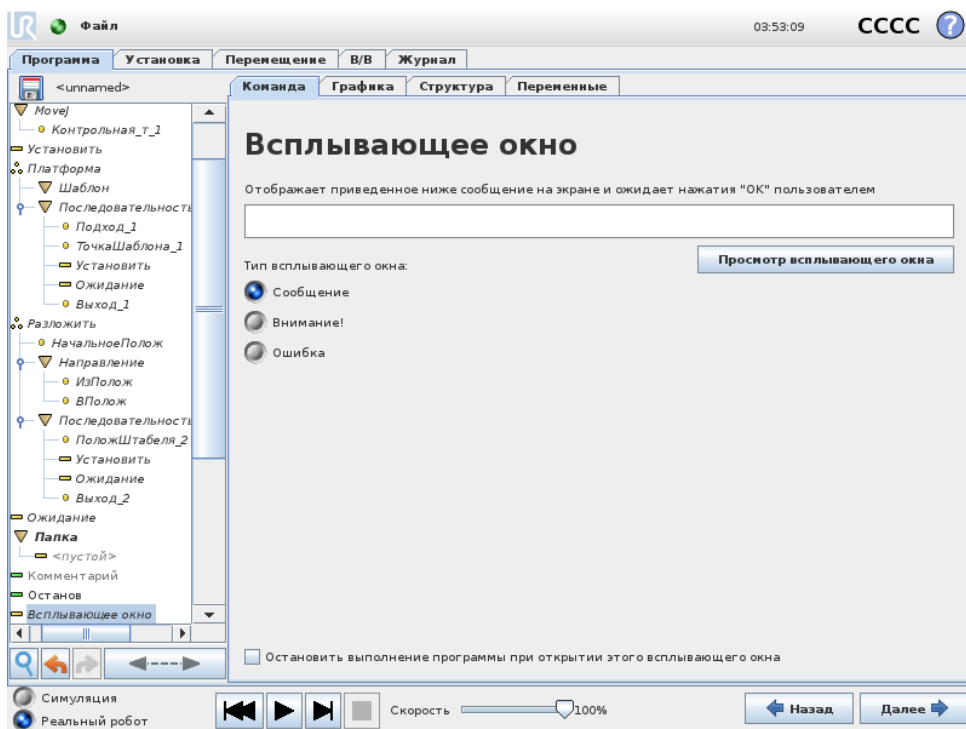 UR Файл 03:53:09 CCCC ?
Программа Установка Перемещение В/В Журнал
<unnamed>
Команда Графика Структура Переменные
MoveJ
Контрольная_т_1
Установить
Платформа
Шаблон
Последовательность
Подход_1
ТочкаШаблона_1
Установить
Ожидание
Выход_1
Разложить
НачальноеПолож
Направление
ИзПолож
ВПолож
Последовательность
ПоложШтабеля_2
Установить
Ожидание
Выход_2
Ожидание
Папка
<пустой>
Комментарий
Останов
Всплывающее окно
Всплывающее окно
Отображает приведенное ниже сообщение на экране и ожидает нажатия "ОК" пользователем
Просмотр всплывающего окна
Тип всплывающего окна:
Сообщение
Внимание!
Ошибка
Остановить выполнение программы при открытии этого всплывающего окна
Симуляция
Реальный робот
Скорость 100%
Назад Далее